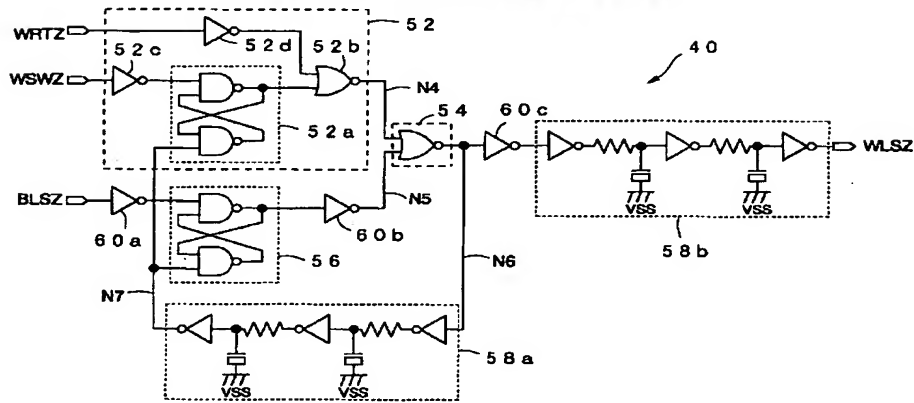 52
WRTZ
52d
52b
52c
40
WSWZ
N4
54
60c
52a
WLSZ
BLSZ
N5
VSS
VSS
60a
60b
56
58b
N6
N7
58a
VSS
VSS